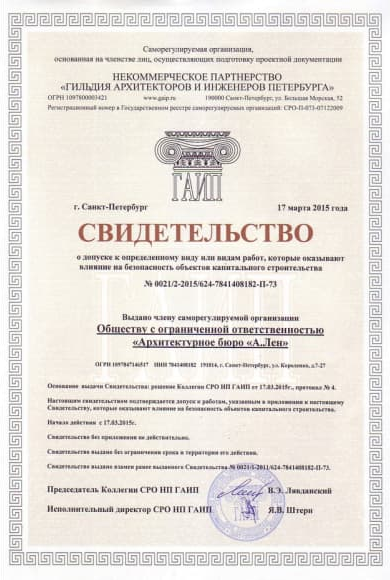 Саморегулируемая организация,
основанная на членстве лиц, осуществляющих подготовку проектной документации
НЕКОММЕРЧЕСКОЕ ПАРТНЕРСТВО
«ГИЛЬДИЯ АРХИТЕКТОРОВ И ИНЖЕНЕРОВ ПЕТЕРБУРГА»
ОГРН 1097800003421 www.gaip.ru 190000 Санкт-Петербург, ул. Большая Морская, 52
Регистрационный номер в Государственном реестре саморегулируемых организаций: СРО-П-073-07122009
ГАИП
г. Санкт-Петербург 17 марта 2015 года
СВИДЕТЕЛЬСТВО
о допуске к определенному виду или видам работ, которые оказывают
влияние на безопасность объектов капитального строительства
№ 0021/2-2015/624-7841408182-П-73
ГАИП
Выдано члену саморегулируемой организации
Обществу с ограниченной ответственностью
«Архитектурное бюро «А.Лен»
ОГРН 1097847146517 ИНН 7841408182 191014, г. Санкт-Петербург, ул. Короленко, д.7-27
Основание выдачи Свидетельства: решение Коллегии СРО НП ГАИП от 17.03.2015г., протокол № 4.
Настоящим свидетельством подтверждается допуск к работам, указанным в приложении к настоящему
Свидетельству, которые оказывают влияние на безопасность объектов капитального строительства.
Начало действия с 17.03.2015г.
Свидетельство без приложения не действительно.
Свидетельство выдано без ограничения срока и территории его действия.
Свидетельство выдано взамен ранее выданного Свидетельства № 0021/5-2011/624-7841408182-П-73.
Председатель Коллегии СРО НП ГАИП В.Э. Лявданский
Исполнительный директор СРО НП ГАИП Я.В. Штерн